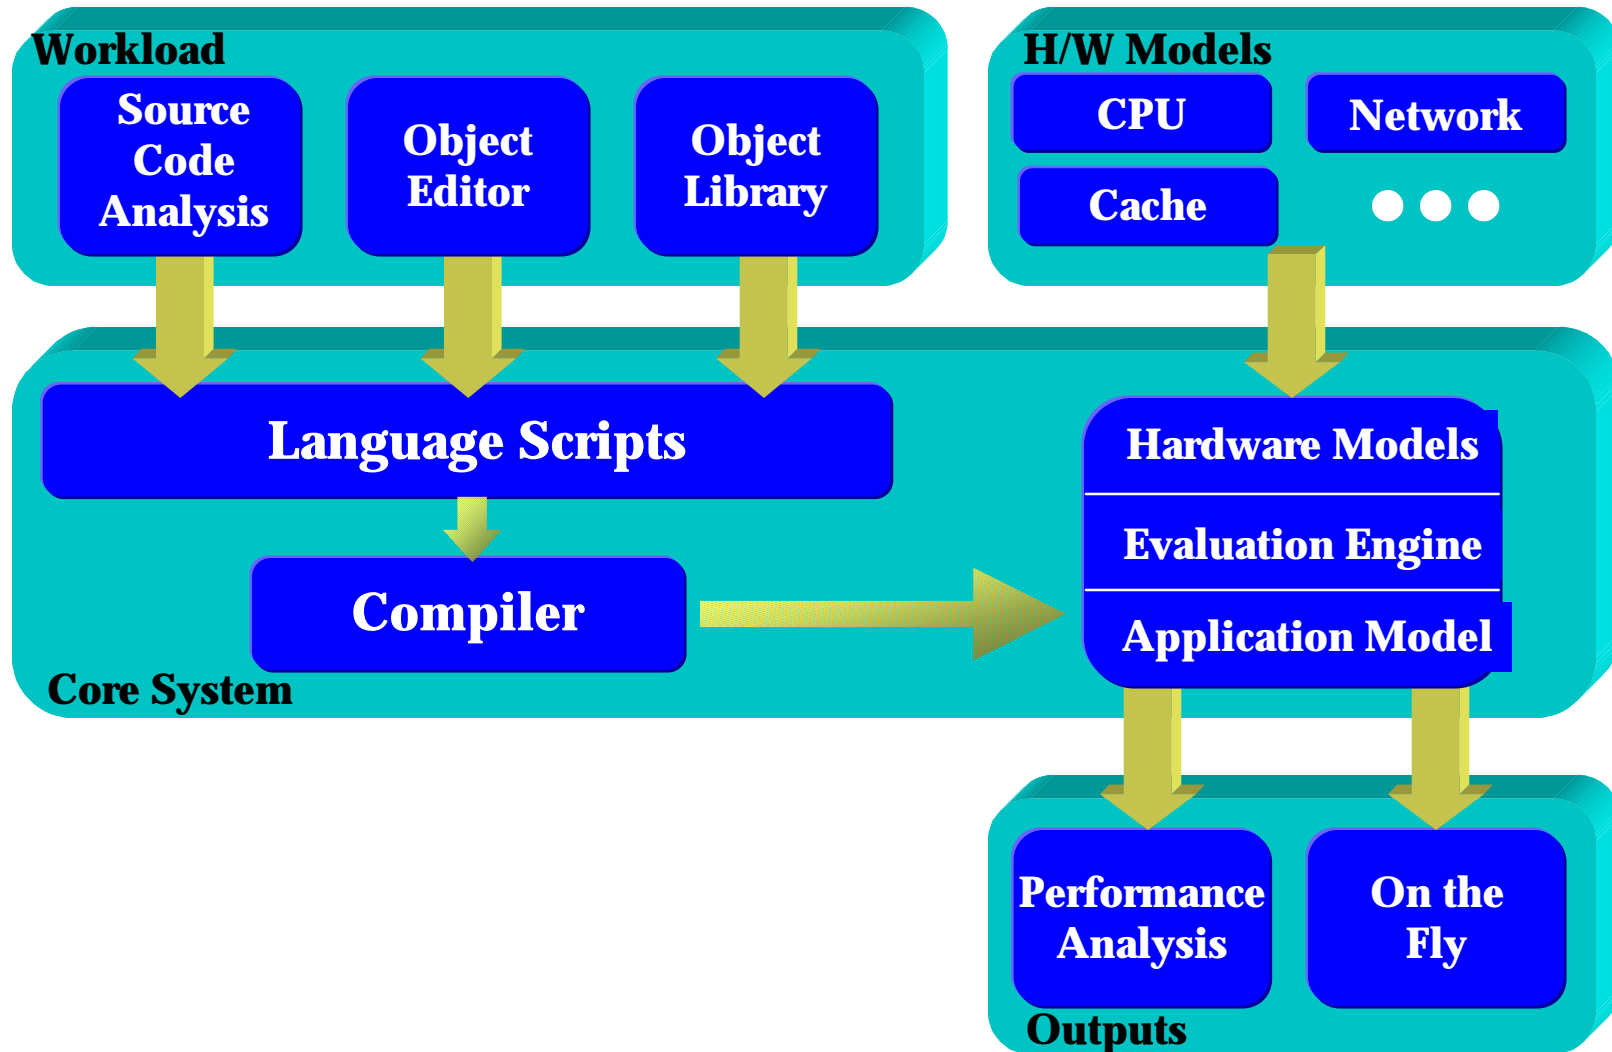 Workload
Source
Code
Analysis
Object
Editor
Object
Library
H/W Models
CPU
Network
Cache
Language Scripts
Compiler
Core System
Hardware Models
Evaluation Engine
Application Model
Performance
Analysis
On the
Fly
Outputs